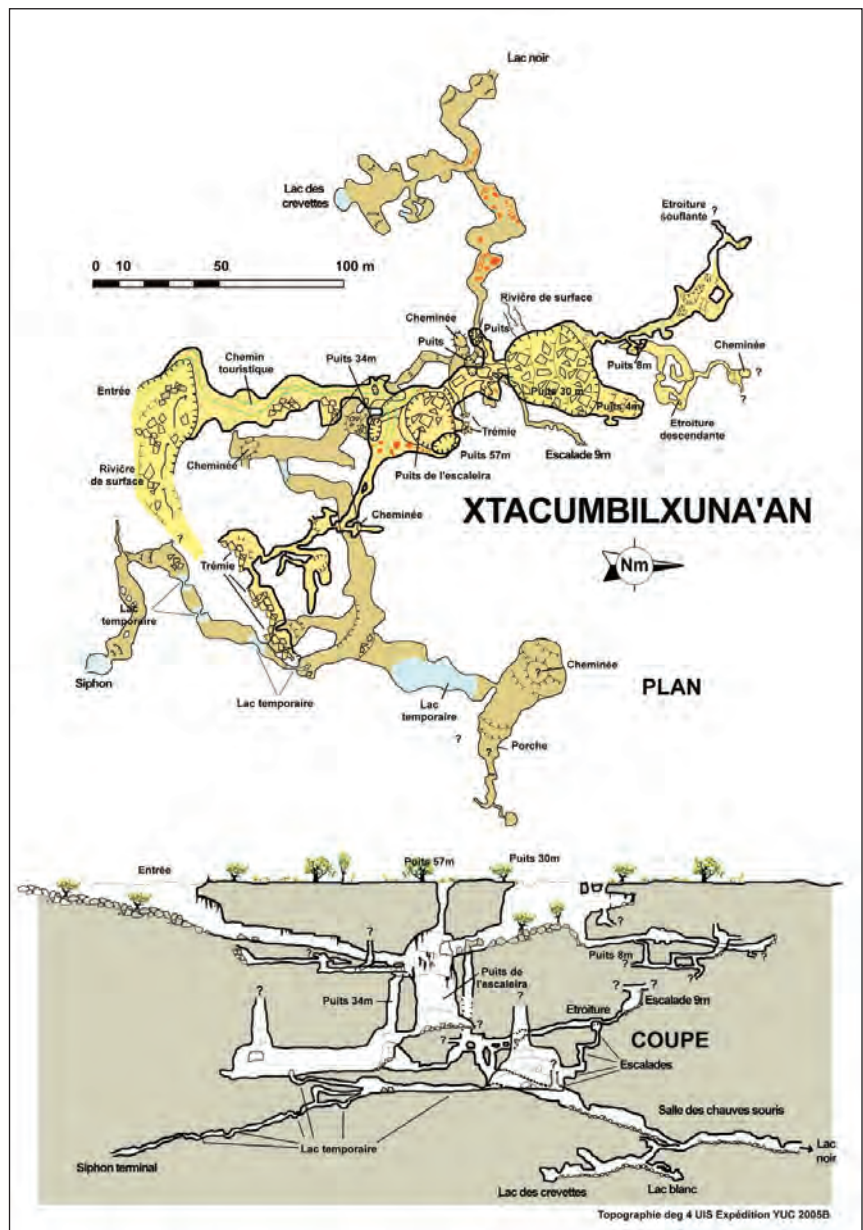 Lac noir
Lac des
crevettes
Etroiture
souflante
0 10 50 100 m
Rivičre de surface
Cheminée
Puits
Puits
Cheminée
Puits 34m
Chemin
touristique
Entrée
Puits 8m
Puits 30 m
Puits 4m
Etroiture
descendante
Trémie
Escalade 9m
Puits 57m
Puits de l'escaleira
Cheminée
Rivičre
de surface
XTACUMBILXUNA'AN
Cheminée
Nm
Trémie
Lac
temporaire
Siphon
Cheminée
PLAN
Lac temporaire
Lac
temporaire
Porche
Entrée
Puits 57m
Puits 30m
Puits 8m
Puits de
l'escaleira
Puits 34m
Escalade 9m
Etroiture
COUPE
Escalades
Salle des chauves souris
Lac temporaire
Siphon terminal
Lac
noir
Lac des crevettes
Lac blanc
Topographie deg 4 UIS Expédition YUC 2005B